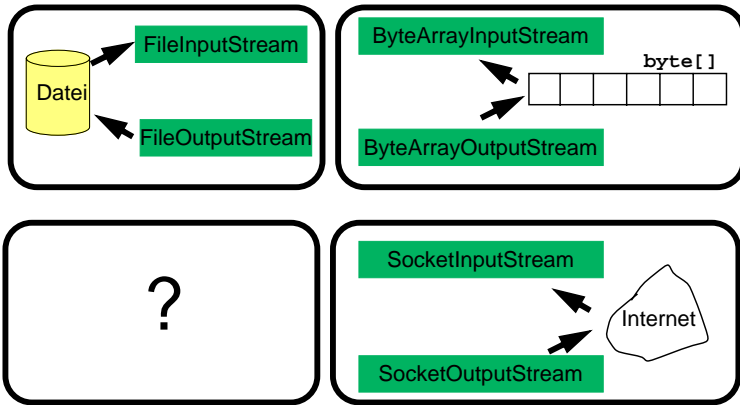 FileInputStream
Datei
FileOutputStream
ByteArrayInputStream
byte[]
ByteArrayOutputStream
?
SocketInputStream
Internet
SocketOutputStream